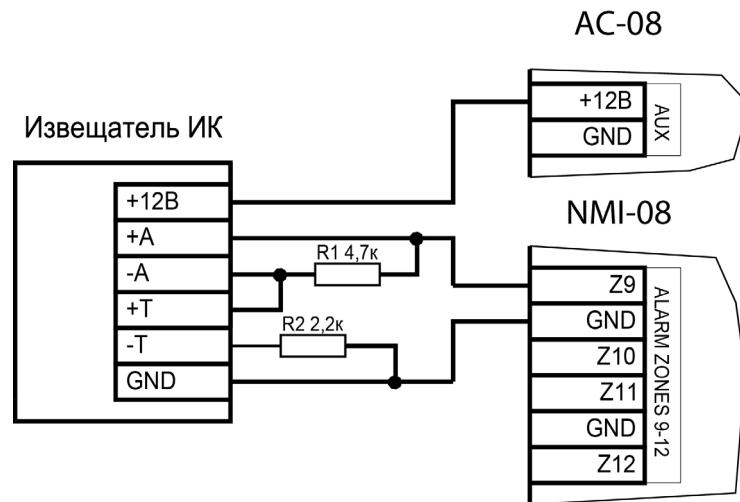 AC-08
+12В
GND
AUX
Извещатель ИК
+12В
+A
-A
+T
-T
GND
R1 4,7к
R2 2,2к
NMI-08
Z9
GND
Z10
Z11
GND
Z12
ALARM ZONES 9-12